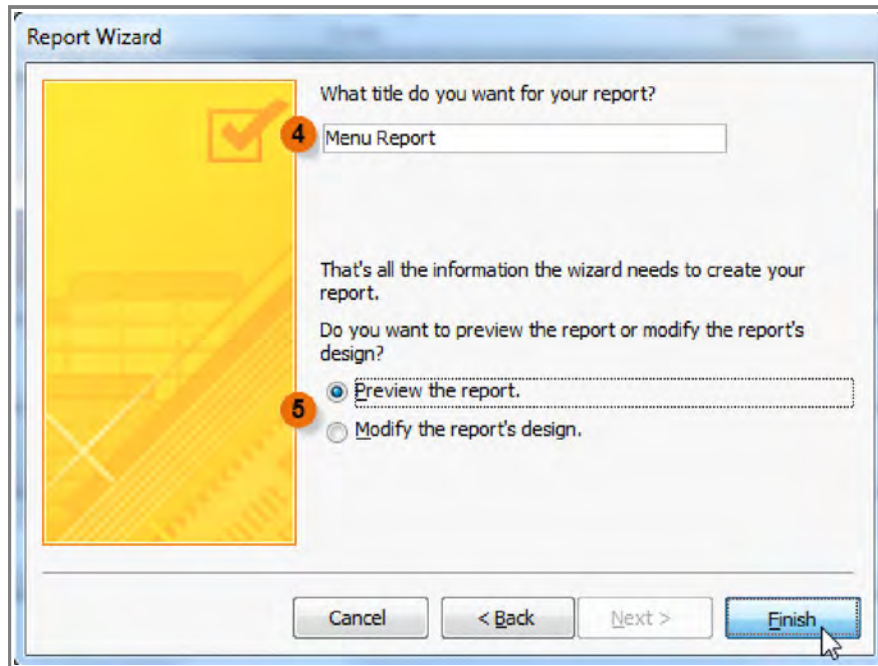 Report Wizard
What title do you want for your report?
4
Menu Report
That's all the information the wizard needs to create your
report.
Do you want to preview the report or modify the report's
design?
Preview the report.
5
Modify the report's design.
Cancel
< Back
Next >
Finish